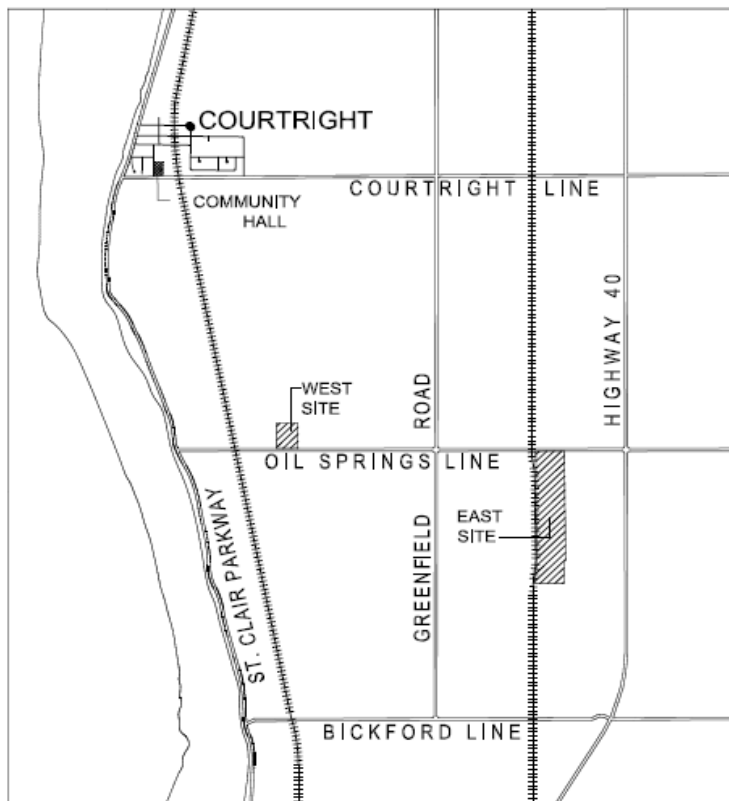 COURTRIGHT
COURTRIGHT LINE
COMMUNITY
HALL
HIGHWAY 40
WEST
SITE
ROAD
OIL SPRINGS LINE
EAST
SITE
GREENFIELD
ST. CLAIR PARKWAY
BICKFORD LINE